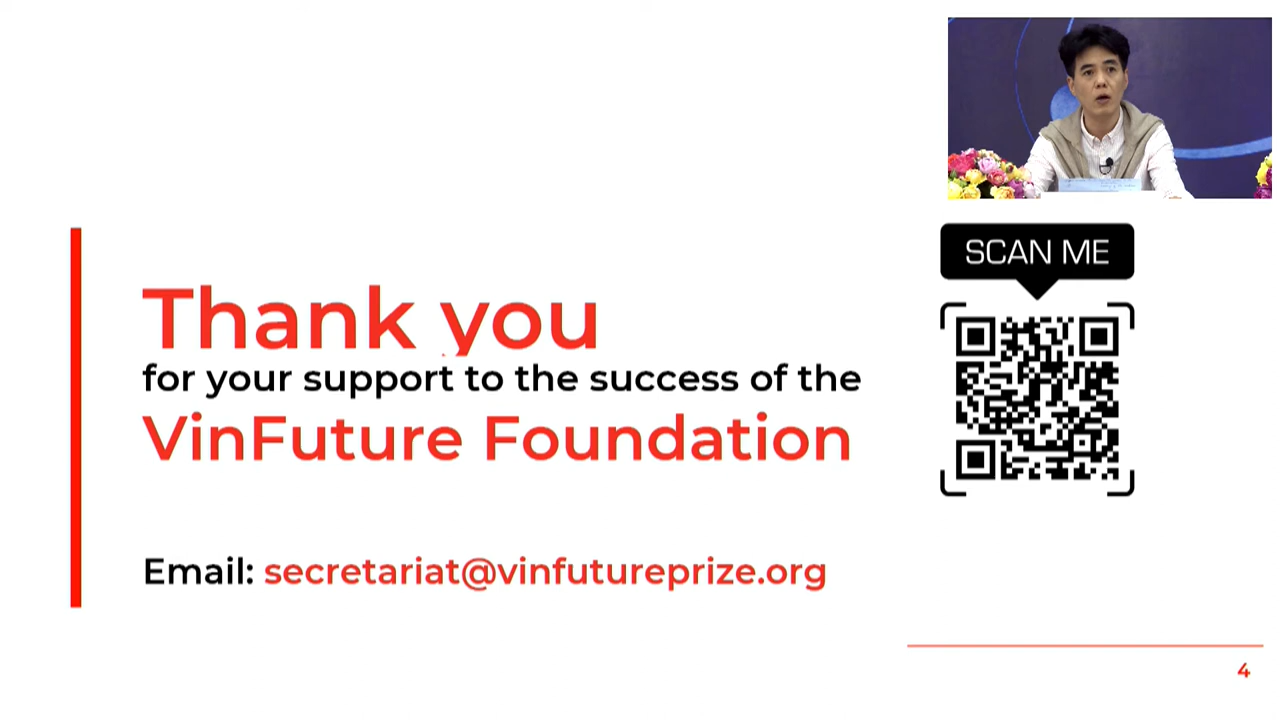 SCAN ME
Thank you
for your support to the success of the
VinFuture Foundation
Email: secretariat@vinfutureprize.org
4